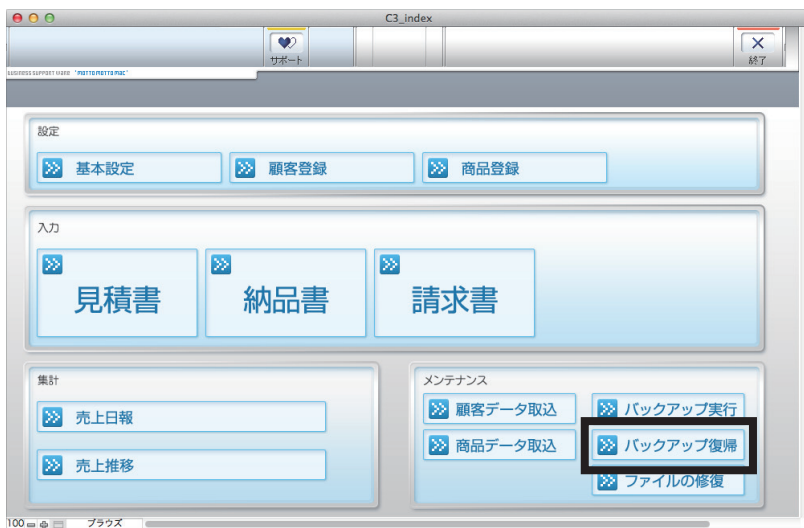 C3_index
サポート
終了
BUSINESS SUPPORT WARE "MOTTO MOTTO MAC"
設定
基本設定 顧客登録 商品登録
入力
見積書 納品書 請求書
集計
売上日報
売上推移
メンテナンス
顧客データ取込 バックアップ実行
商品データ取込 バックアップ復帰
ファイルの修復
100 ブラウズ